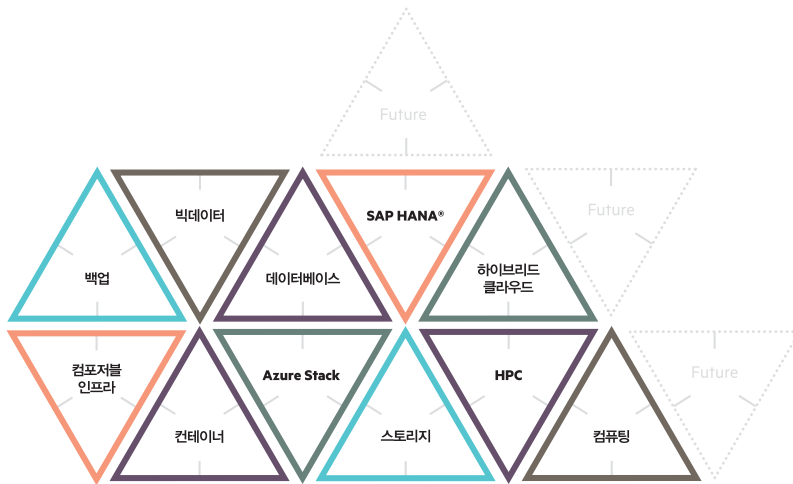 Future
빅데이터
SAP HANA®
Future
백업
데이터베이스
하이브리드
클라우드
컴포저블
인프라
Azure Stack
HPC
Future
컨테이너
스토리지
컴퓨팅